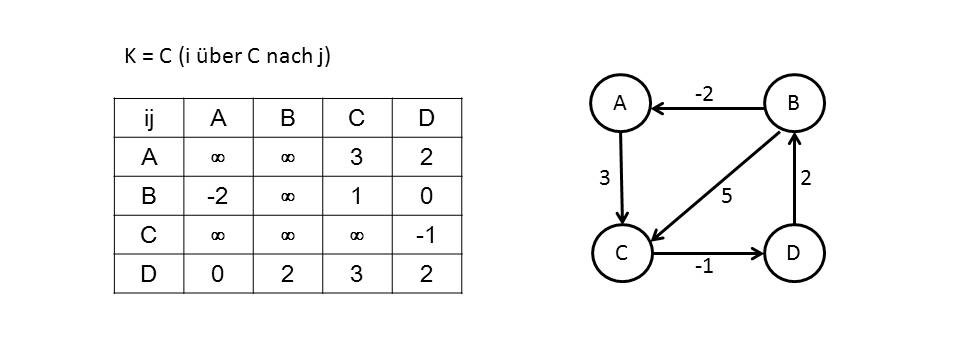 K = C (i über C nach j)
ij A B C D
A ∞ ∞ 3 2
B -2 ∞ 1 0
C ∞ ∞ ∞ -1
D 0 2 3 2
A -2 B
3 5 2
C -1 D